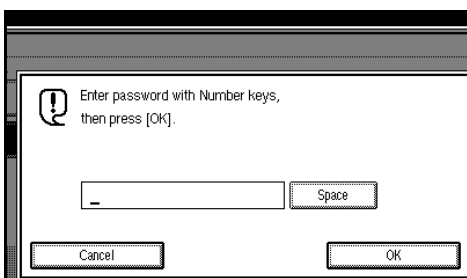 Enter password with Number keys,
then press [OK].
Space
Cancel
OK